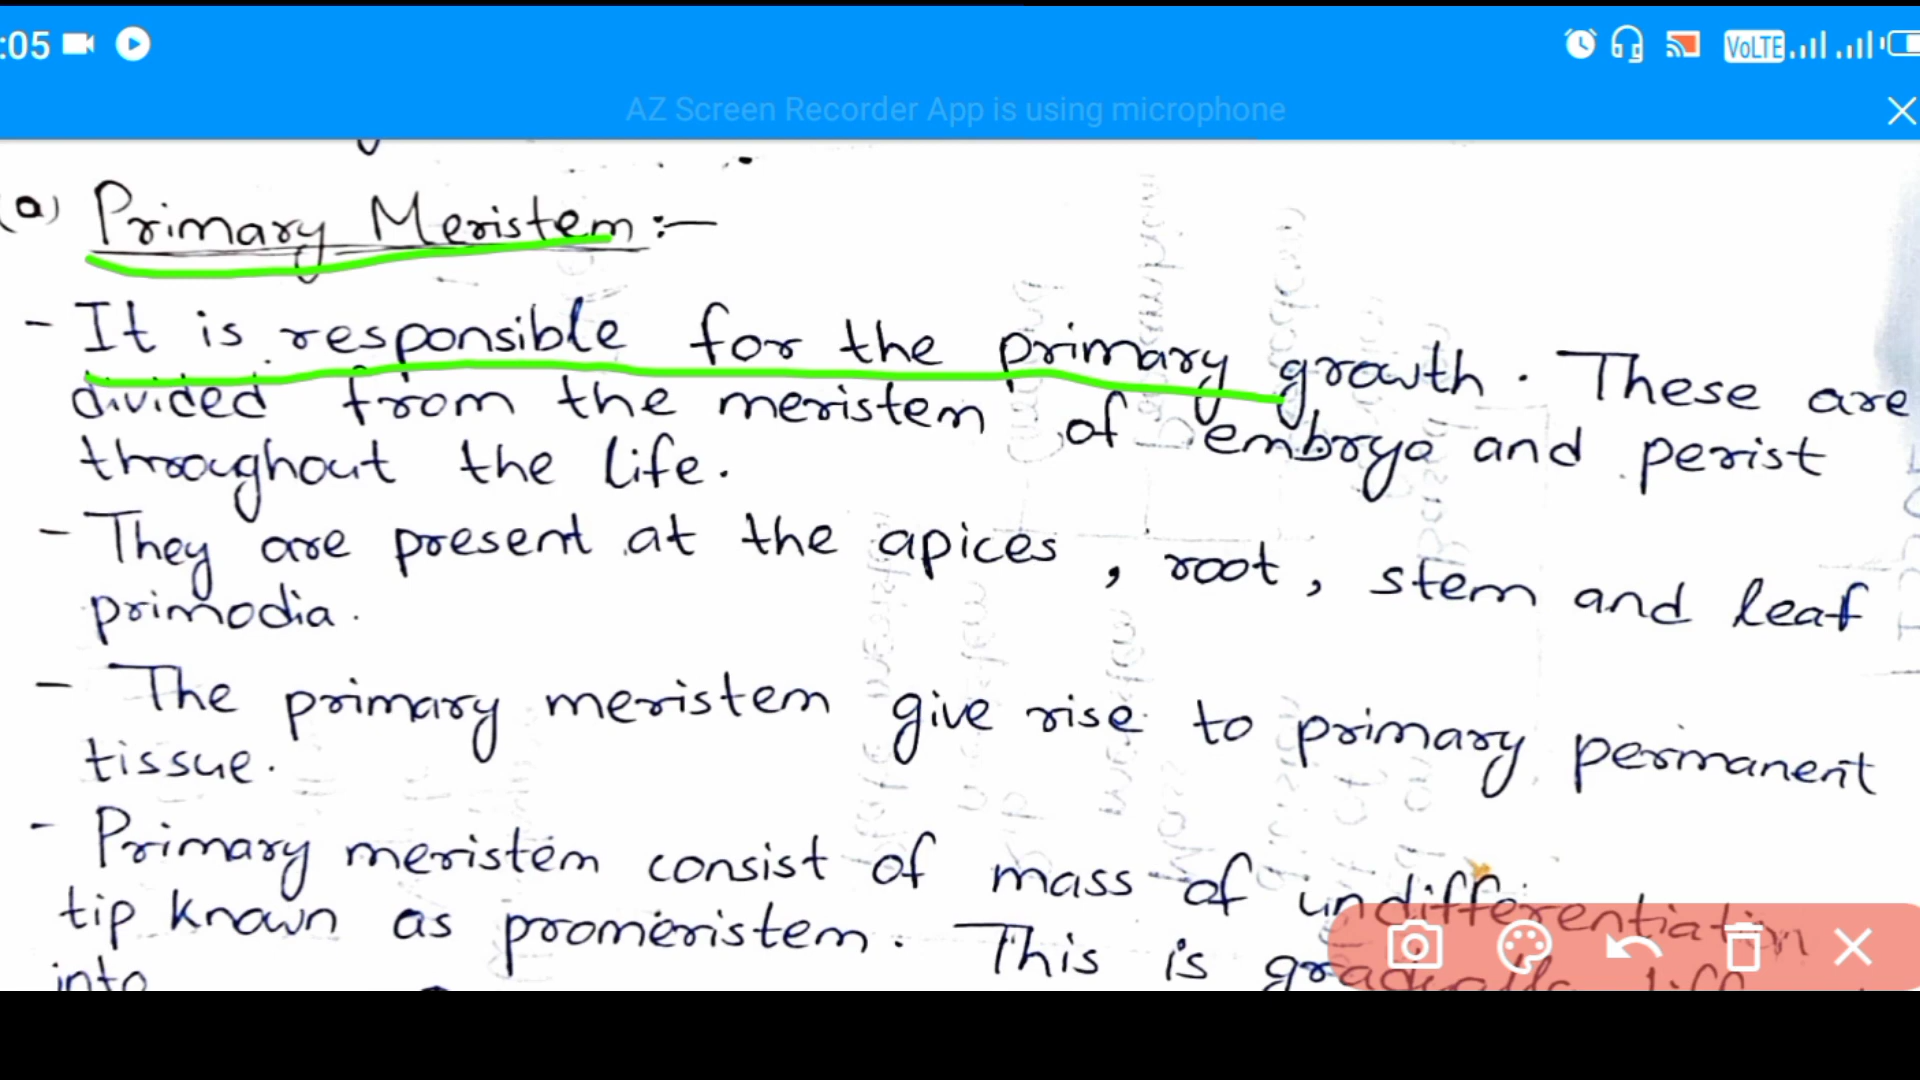 :05 VoLTE
AZ Screen Recorder App is using microphone
(a) Primary Meristem :-
- It is responsible for the primary growth. These are
divided from the meristem of embryo and perist
throughout the life.
- They are present at the apices, root, stem and leaf
primodia.
- The primary meristem give rise to primary permanent
tissue.
- Primary meristem consist of mass of undifferentiation
tip known as promeristem. This is gradually
into